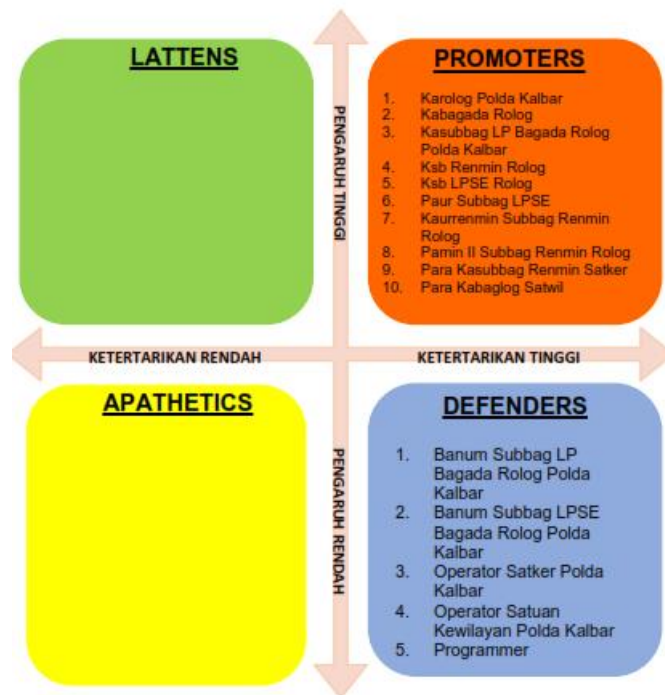 LATTENS
PROMOTERS
1. Karolog Polda Kalbar
2. Kabagada Rolog
3. Kasubbag LP Bagada Rolog
Polda Kalbar
4. Ksb Renmin Rolog
5. Ksb LPSE Rolog
6. Paur Subbag LPSE
7. Kaurrenmin Subbag Renmin
Rolog
8. Pamin II Subbag Renmin Rolog
9. Para Kasubbag Renmin Satker
10. Para Kabaglog Satwil
PENGARUH TINGGI
KETERTARIKAN RENDAH
KETERTARIKAN TINGGI
APATHETICS
DEFENDERS
1. Banum Subbag LP
Bagada Rolog Polda
Kalbar
2. Banum Subbag LPSE
Bagada Rolog Polda
Kalbar
3. Operator Satker Polda
Kalbar
4. Operator Satuan
Kewilayan Polda Kalbar
5. Programmer
PENGARUH RENDAH